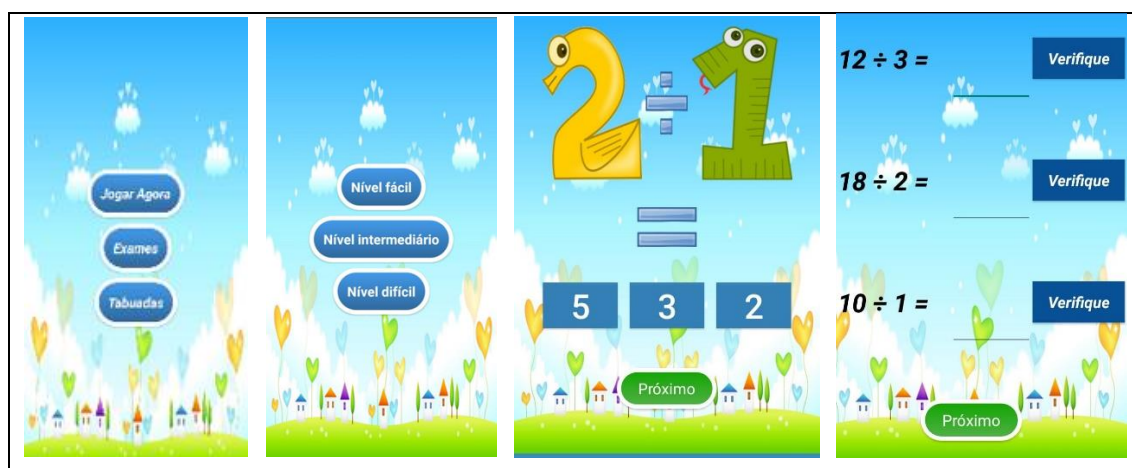 Jogar Agora
Exames
Tabuadas
Nível fácil
Nível intermediário
Nível difícil
2 ÷ 1
=
5 3 2
Próximo
12 ÷ 3 = Verifique
18 ÷ 2 = Verifique
10 ÷ 1 = Verifique
Próximo